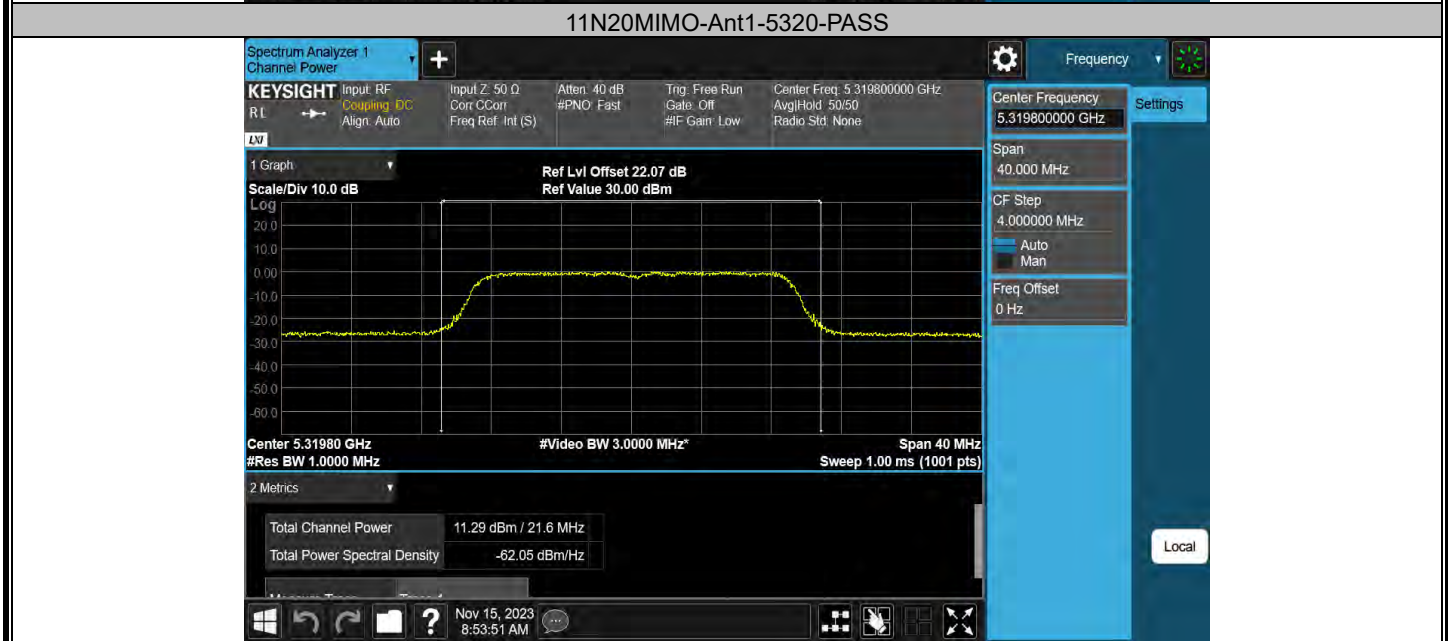 11N20MIMO-Ant1-5320-PASS
Spectrum Analyzer 1
Channel Power
+
Frequency
KEYSIGHT
Input: RF
Coupling: DC
Align: Auto
Input Z: 50 Ω
Corr CCorr
Freq Ref: Int (S)
Atten: 40 dB
#PNO: Fast
Trig: Free Run
Gate: Off
#IF Gain: Low
Center Freq: 5.319800000 GHz
Avg|Hold: 50/50
Radio Std: None
LXI
Center Frequency
5.319800000 GHz
Settings
Span
40.000 MHz
CF Step
4.000000 MHz
Auto
Man
Freq Offset
0 Hz
1 Graph
Scale/Div 10.0 dB
Ref Lvl Offset 22.07 dB
Ref Value 30.00 dBm
Log
20.0
10.0
0.00
-10.0
-20.0
-30.0
-40.0
-50.0
-60.0
Center 5.31980 GHz
#Video BW 3.0000 MHz*
Span 40 MHz
#Res BW 1.0000 MHz
Sweep 1.00 ms (1001 pts)
2 Metrics
Total Channel Power 11.29 dBm / 21.6 MHz
Total Power Spectral Density -62.05 dBm/Hz
Local
?
Nov 15, 2023
8:53:51 AM